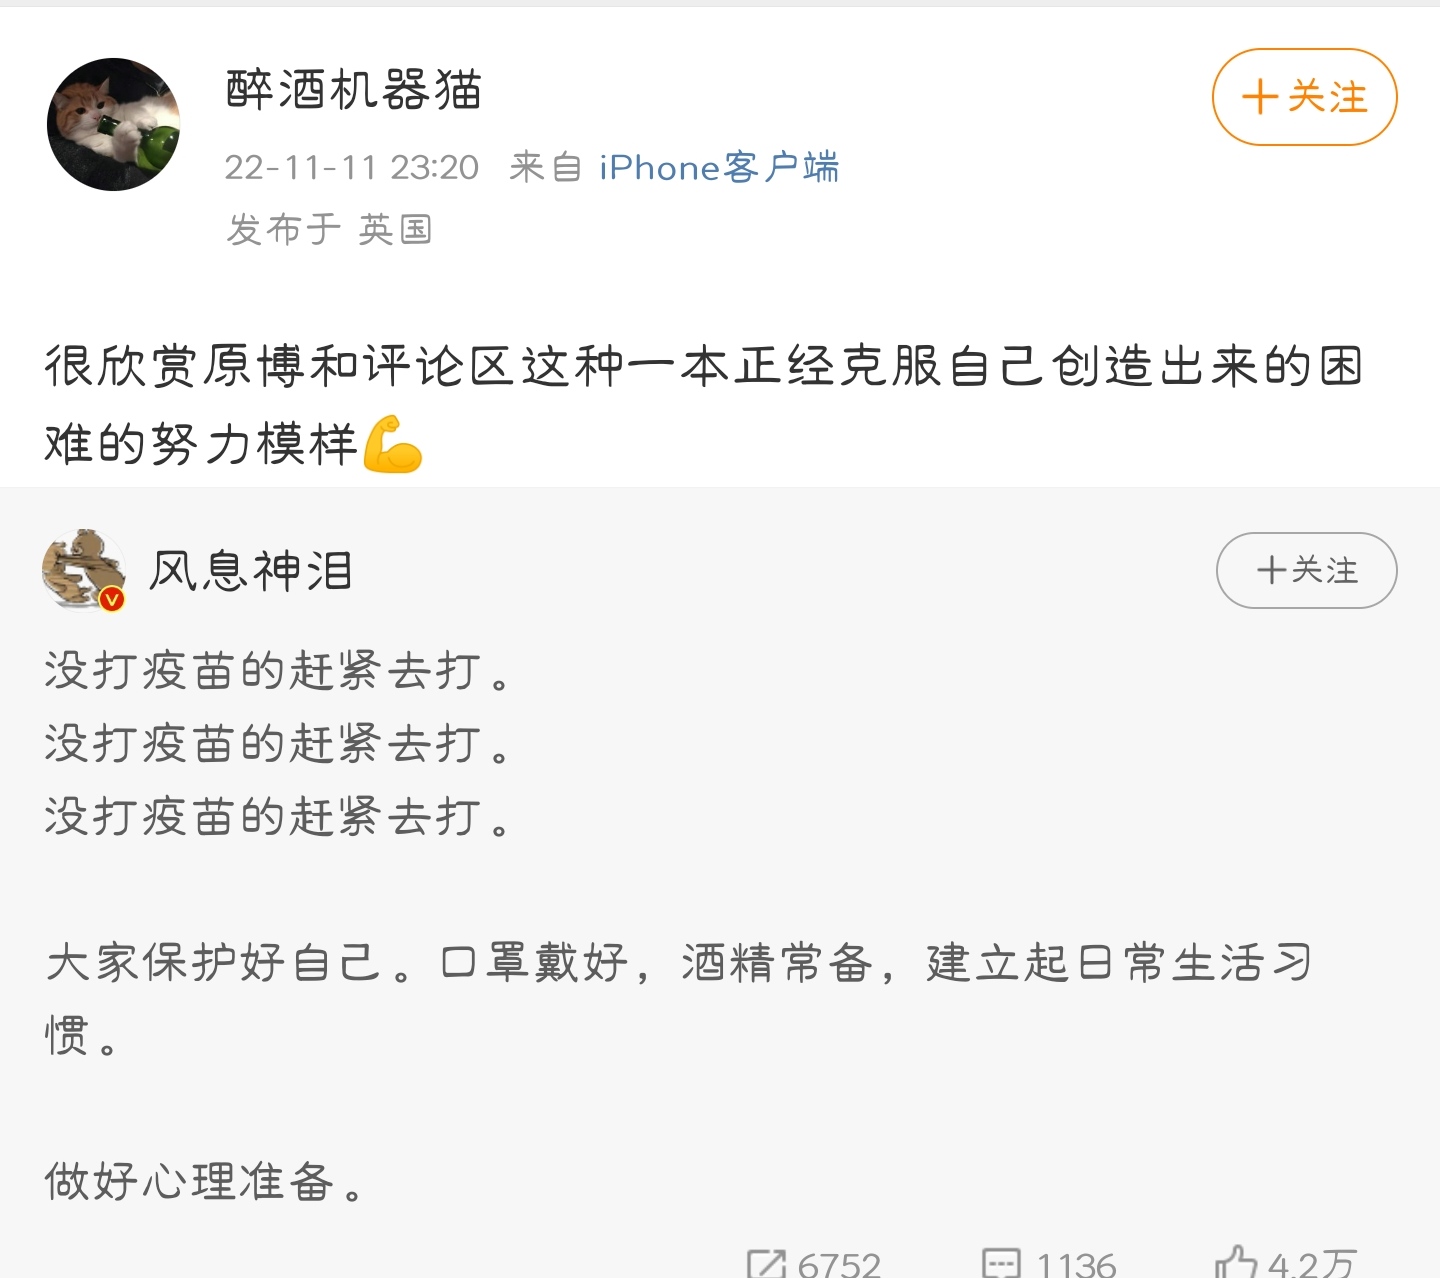 醉酒机器猫
+关注
22-11-11 23:20 来自 iPhone客户端
发布于 英国
很欣赏原博和评论区这种一本正经克服自己创造出来的困
难的努力模样💪
风息神泪
+关注
没打疫苗的赶紧去打。
没打疫苗的赶紧去打。
没打疫苗的赶紧去打。
大家保护好自己。口罩戴好，酒精常备，建立起日常生活习
惯。
做好心理准备。
6752 1136 4.2万